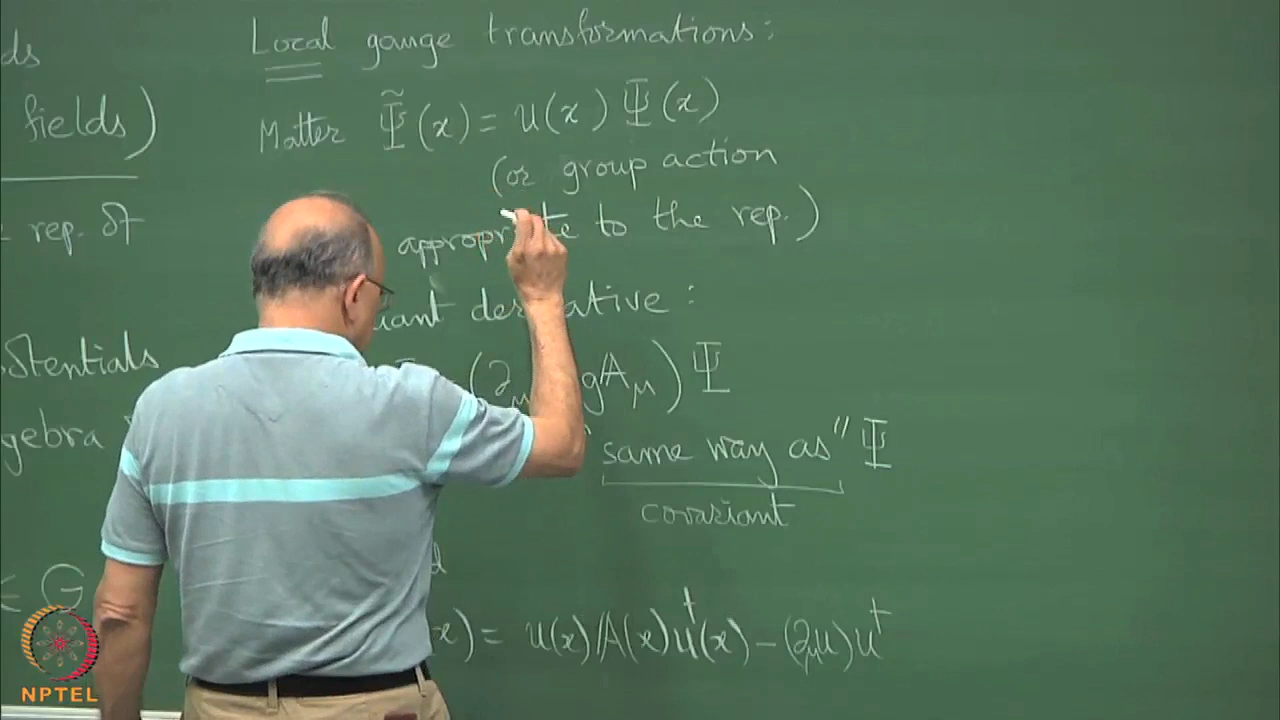 ds
fields)
rep. of
potentials
gebra
∈ G
Local gauge transformations:
Matter Ψ̃(x) = U(x) Ψ(x)
(or group action
appropriate to the rep.)
derivative:
(∂μ gAμ) Ψ
"same way as" Ψ
covariant
x) = U(x) A(x) U†(x) − (∂μU)U†
NPTEL